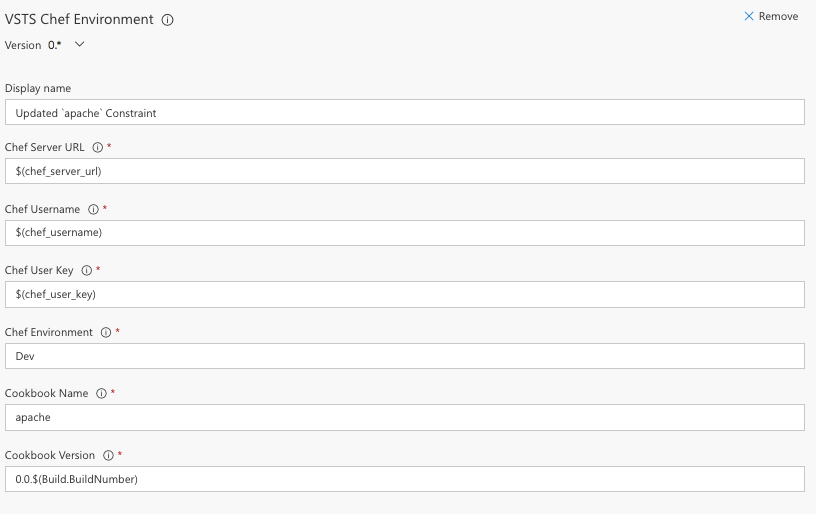 VSTS Chef Environment
Remove
Version 0.*
Display name
Updated `apache` Constraint
Chef Server URL *
$(chef_server_url)
Chef Username *
$(chef_username)
Chef User Key *
$(chef_user_key)
Chef Environment *
Dev
Cookbook Name *
apache
Cookbook Version *
0.0.$(Build.BuildNumber)